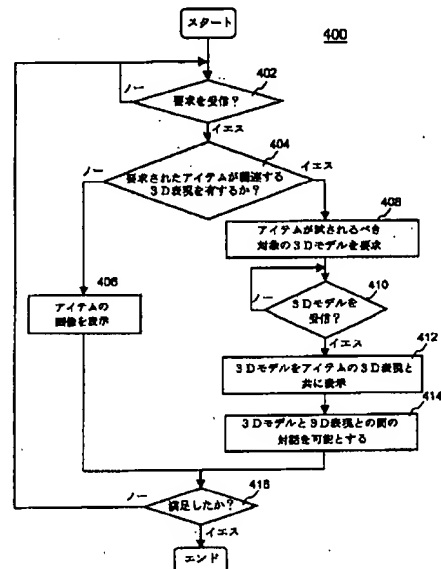 スタート
400
402
要求を受信?
ノー
イエス
404
要求されたアイテムが関連する
3D表現を有するか?
ノー
イエス
408
アイテムが試されるべき
対象の3Dモデルを要求
406
アイテムの
画像を表示
410
3Dモデルを
受信?
ノー
イエス
412
3Dモデルをアイテムの3D表現と
共に表示
414
3Dモデルと3D表現との間の
対話を可能とする
416
満足したか?
ノー
イエス
エンド